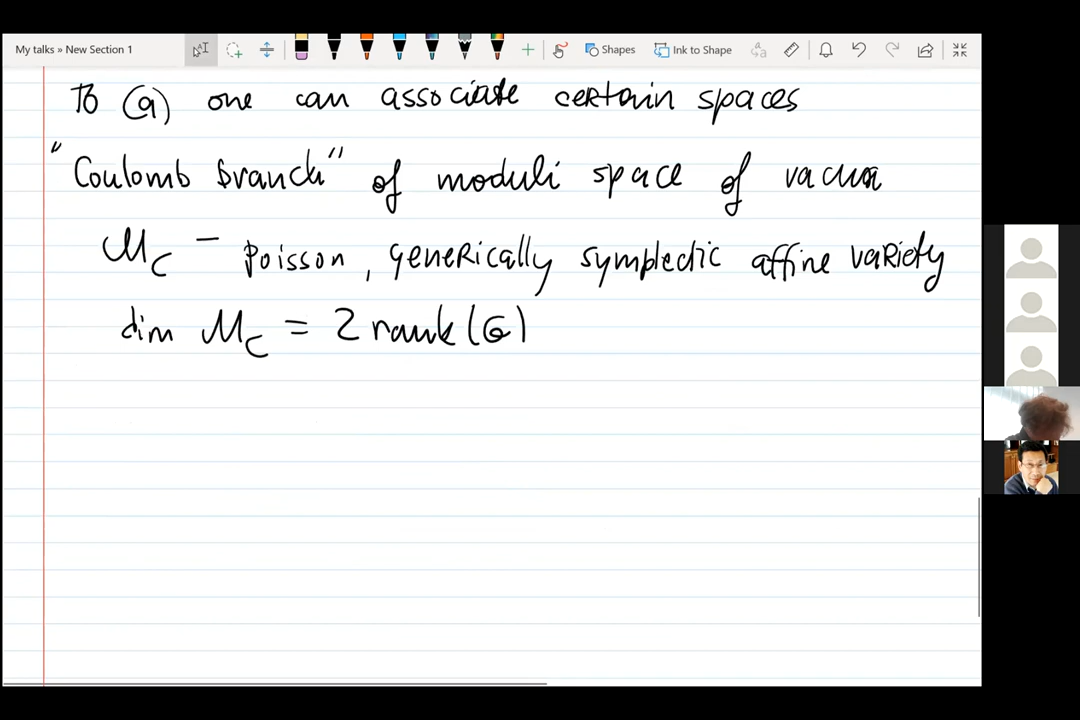 My talks » New Section 1
Shapes
Ink to Shape
To (a) one can associate certain spaces
"Coulomb branch" of moduli space of vacua
M_C - Poisson, generically symplectic affine variety
dim M_C = 2 rank(G)